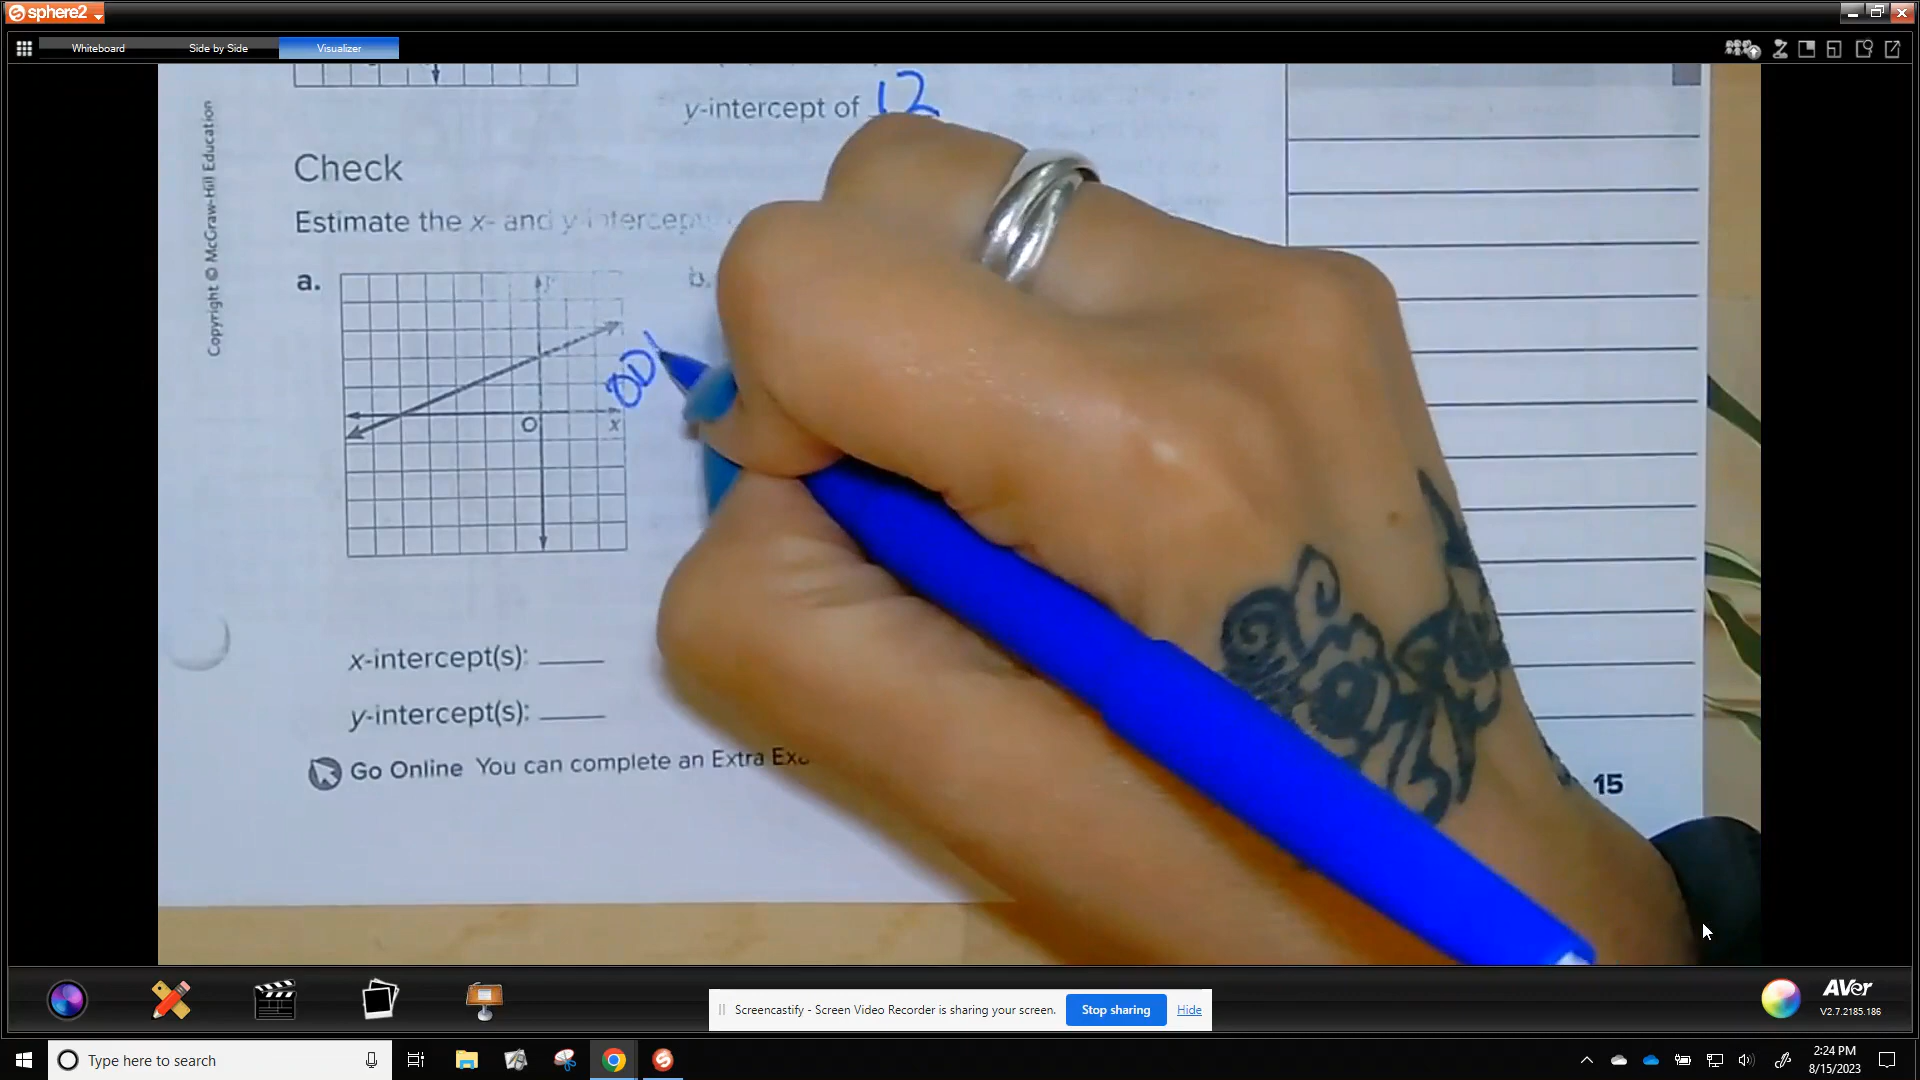 sphere2
Whiteboard
Side by Side
Visualizer
y-intercept of 12
Copyright © McGraw-Hill Education
Check
Estimate the x- and y-intercept
a.
b.
y
O
x
x-intercept(s):
y-intercept(s):
Go Online You can complete an Extra Exa
15
AVer
V2.7.2185.186
Screencastify - Screen Video Recorder is sharing your screen.
Stop sharing
Hide
Type here to search
2:24 PM
8/15/2023